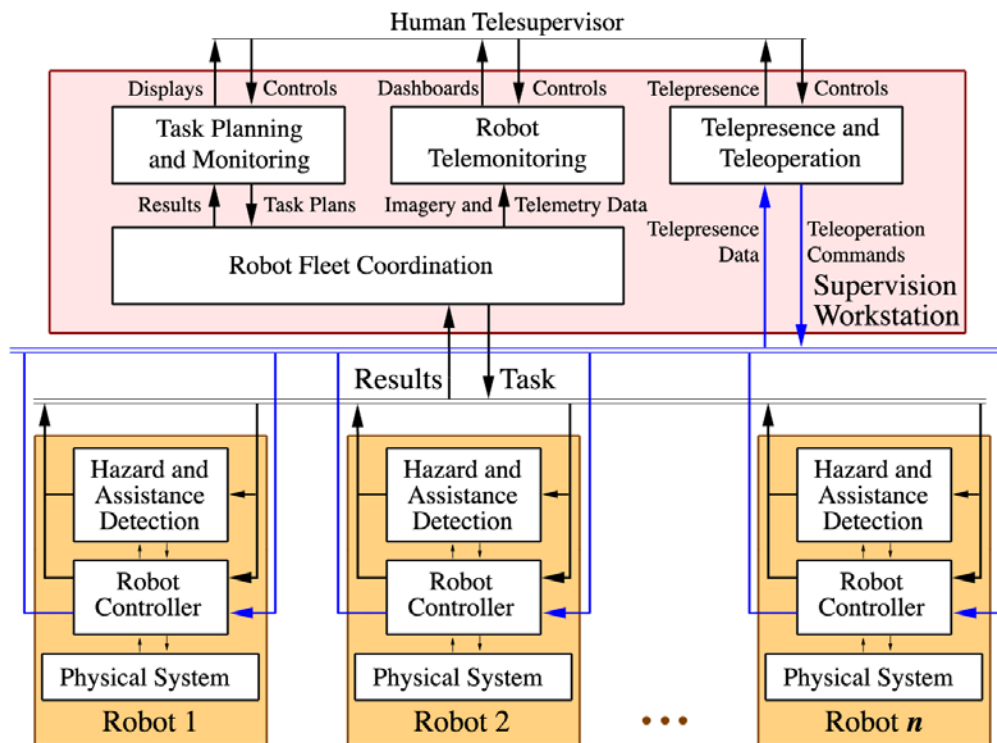 Human Telesupervisor
Displays
Controls
Dashboards
Controls
Telepresence
Controls
Task Planning
and Monitoring
Robot
Telemonitoring
Telepresence and
Teleoperation
Results
Task Plans
Imagery and
Telemetry Data
Telepresence
Data
Teleoperation
Commands
Robot Fleet Coordination
Supervision
Workstation
Results
Task
Hazard and
Assistance
Detection
Robot
Controller
Physical System
Robot 1
Hazard and
Assistance
Detection
Robot
Controller
Physical System
Robot 2
Hazard and
Assistance
Detection
Robot
Controller
Physical System
Robot n